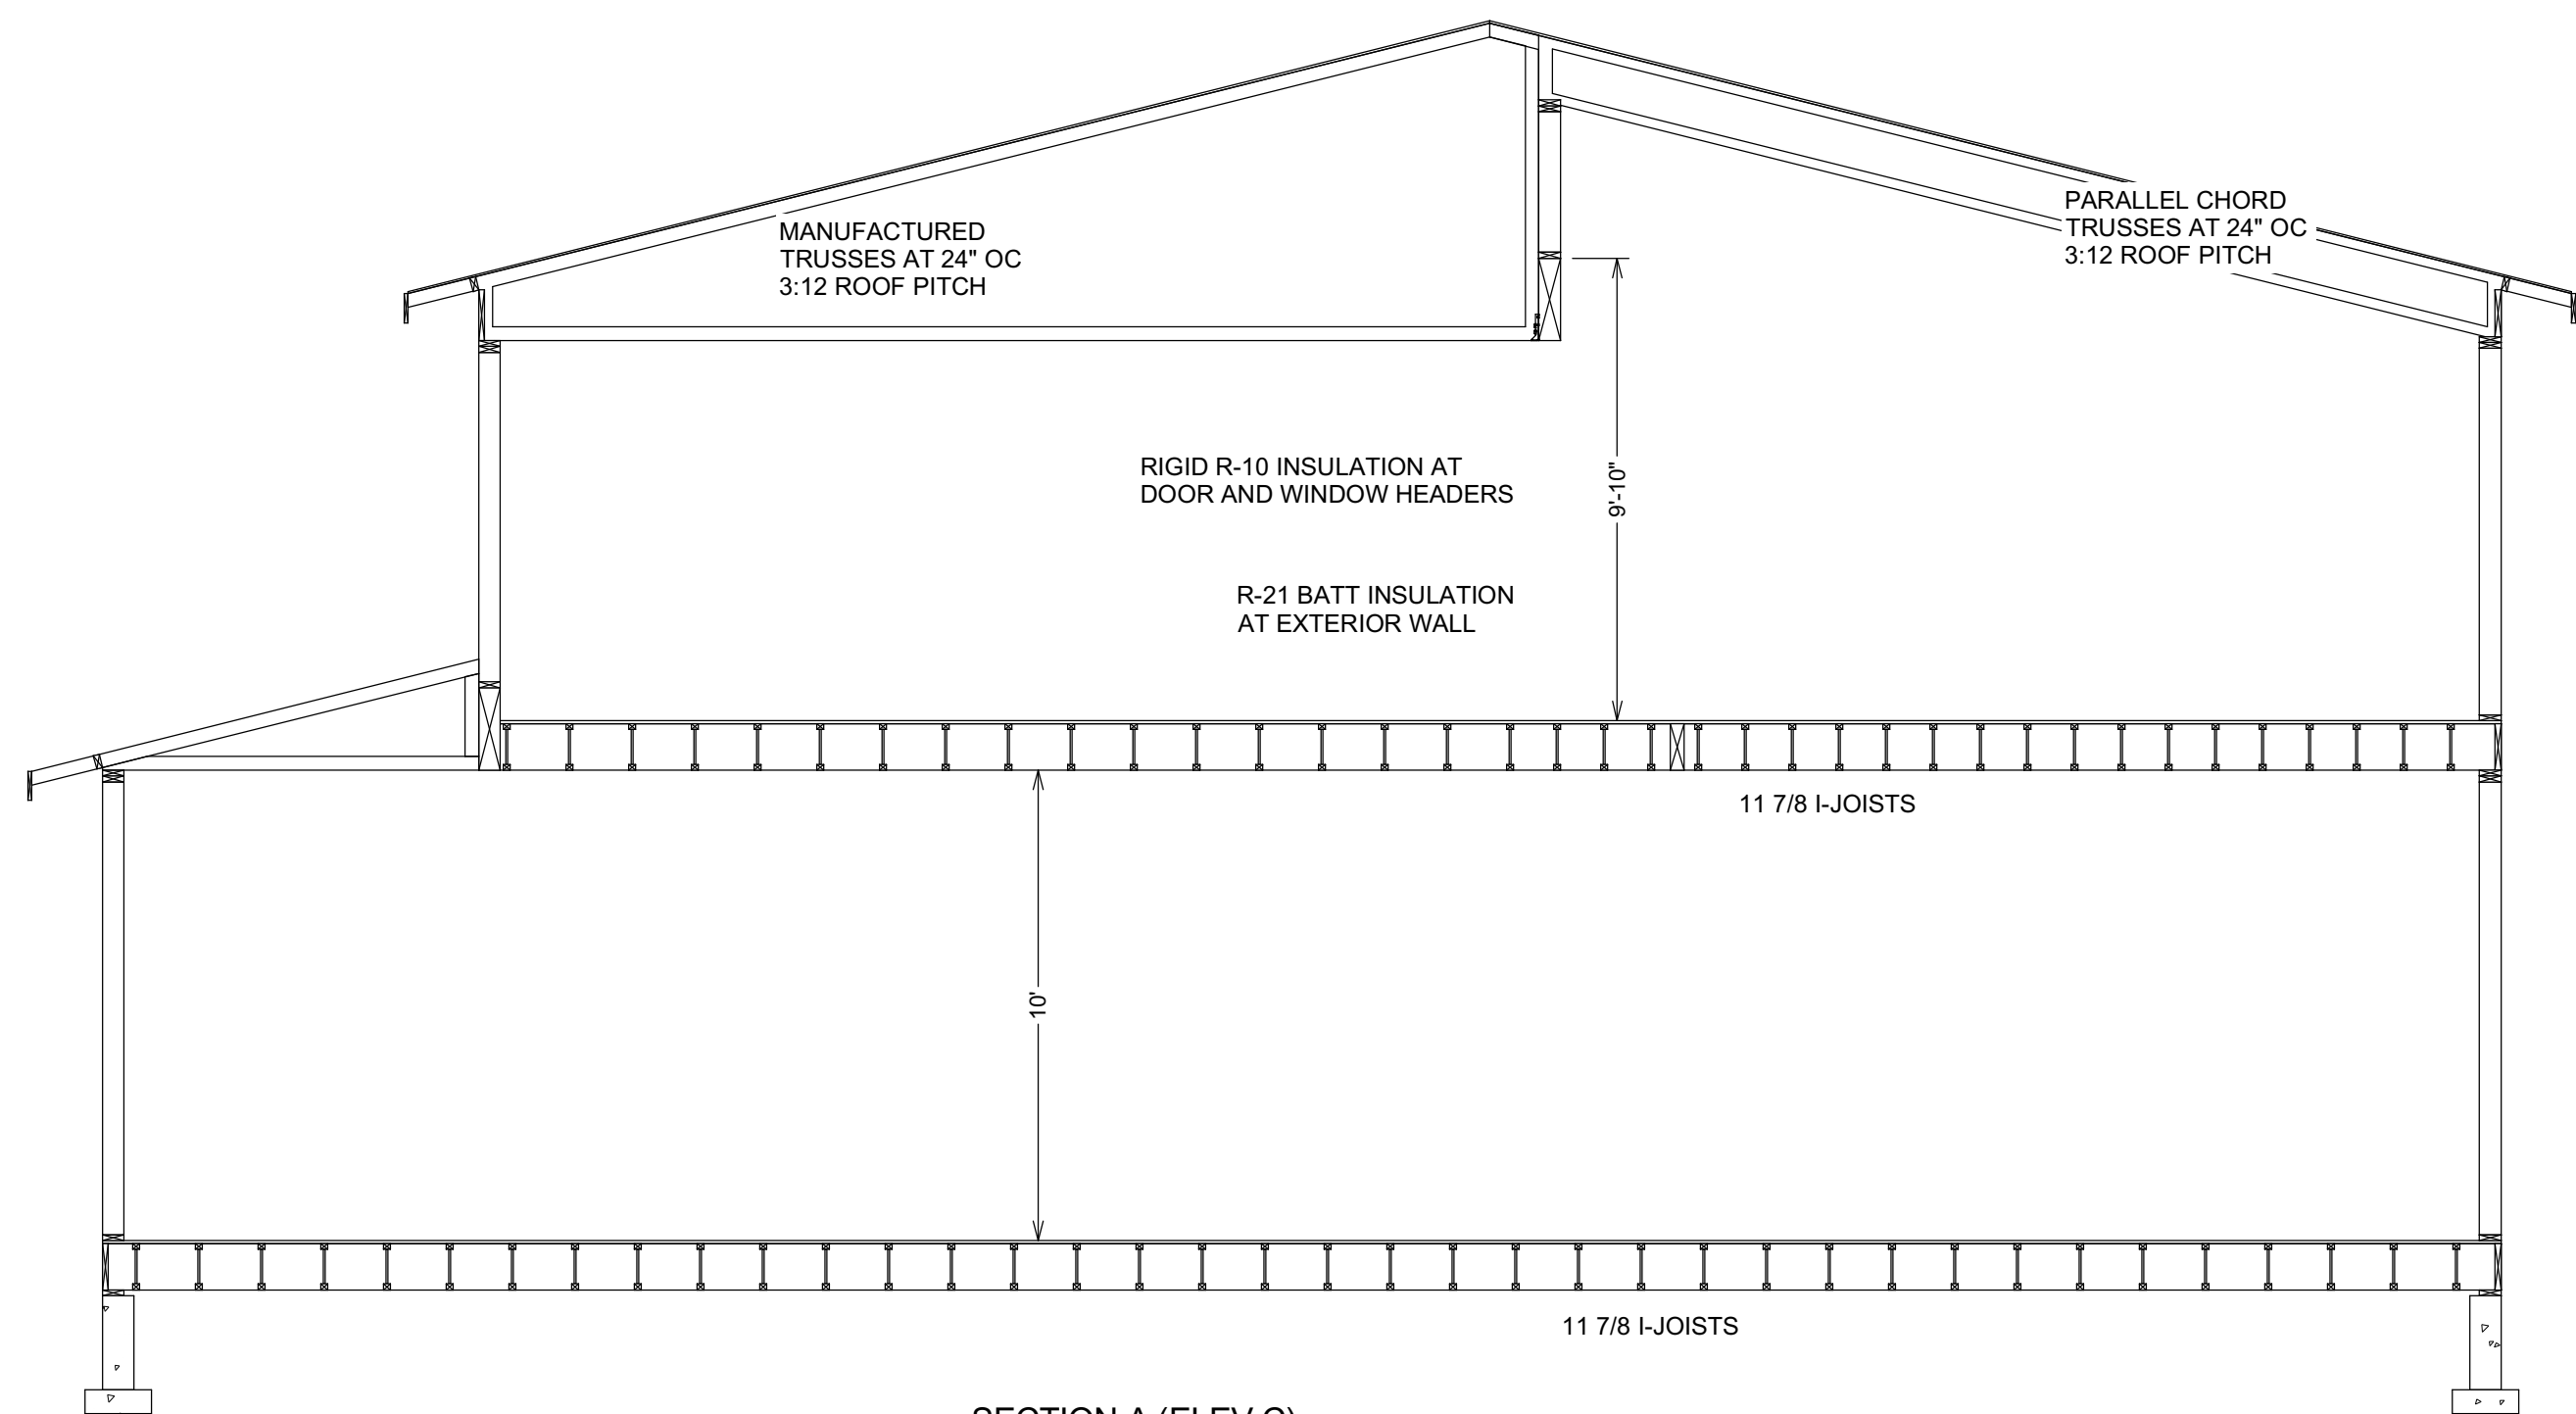 MANUFACTURED
TRUSSES AT 24" OC
3:12 ROOF PITCH
PARALLEL CHORD
TRUSSES AT 24" OC
3:12 ROOF PITCH
RIGID R-10 INSULATION AT
DOOR AND WINDOW HEADERS
9'-10"
R-21 BATT INSULATION
AT EXTERIOR WALL
11 7/8 I-JOISTS
10'
11 7/8 I-JOISTS
SECTION A (ELEV C)